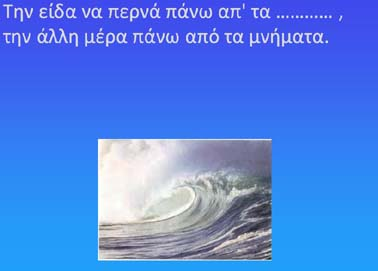 Την είδα να περνά πάνω απ' τα ............ ,
την άλλη μέρα πάνω από τα μνήματα.